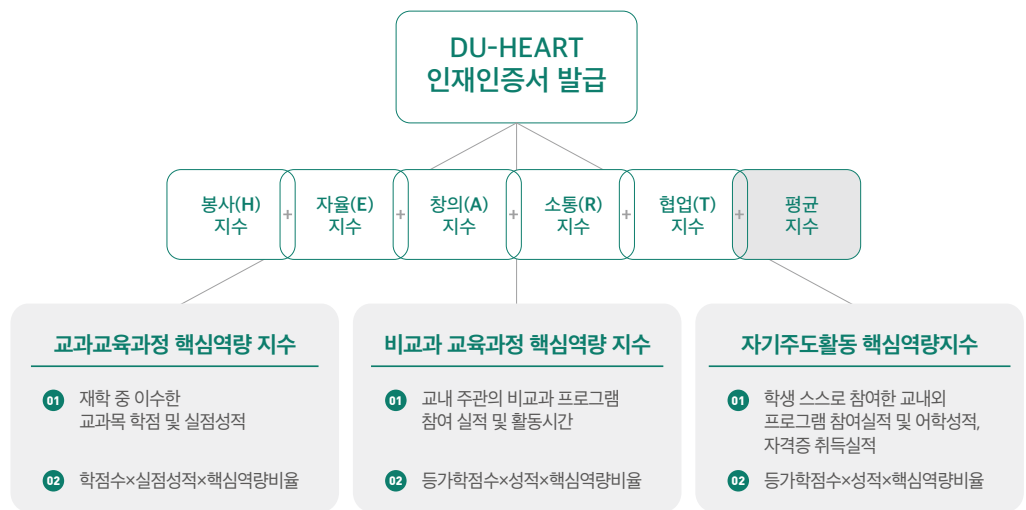 DU-HEART
인재인증서 발급
봉사(H)
지수
+
자율(E)
지수
+
창의(A)
지수
+
소통(R)
지수
+
협업(T)
지수
+
평균
지수
교과교육과정 핵심역량 지수
01 재학 중 이수한
교과목 학점 및 실점성적
02 학점수×실점성적×핵심역량비율
비교과 교육과정 핵심역량 지수
01 교내 주관의 비교과 프로그램
참여 실적 및 활동시간
02 등가학점수×성적×핵심역량비율
자기주도활동 핵심역량지수
01 학생 스스로 참여한 교내외
프로그램 참여실적 및 어학성적,
자격증 취득실적
02 등가학점수×성적×핵심역량비율